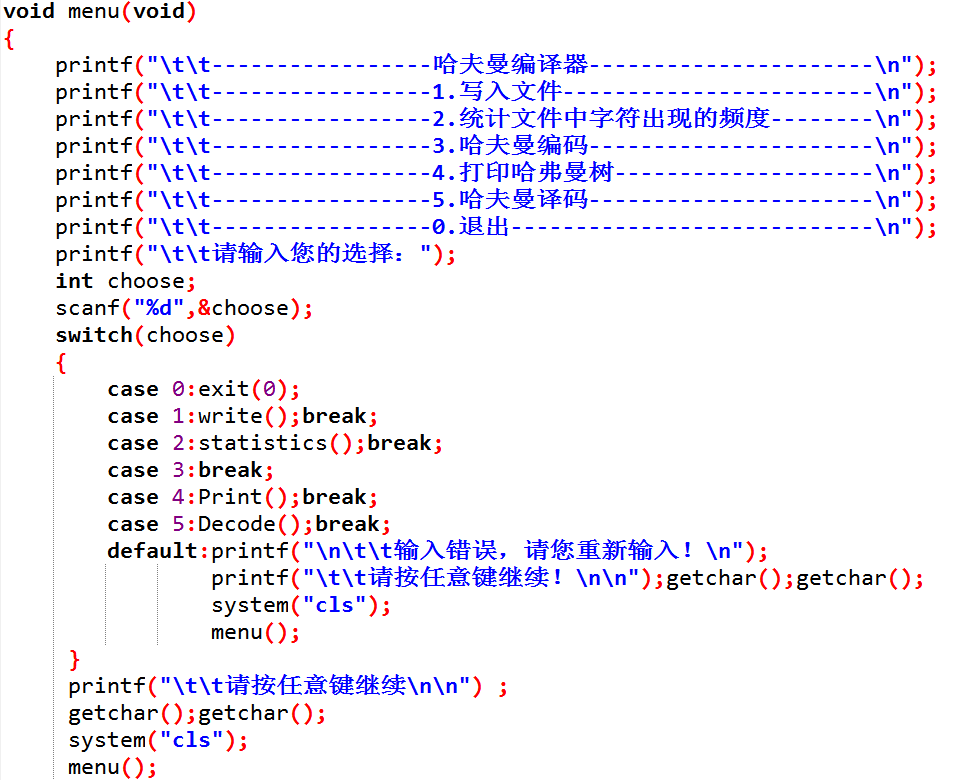 void menu(void)
{
    printf("\t\t-----------------哈夫曼编译器----------------------\n");
    printf("\t\t-----------------1.写入文件------------------------\n");
    printf("\t\t-----------------2.统计文件中字符出现的频度--------\n");
    printf("\t\t-----------------3.哈夫曼编码----------------------\n");
    printf("\t\t-----------------4.打印哈弗曼树--------------------\n");
    printf("\t\t-----------------5.哈夫曼译码----------------------\n");
    printf("\t\t-----------------0.退出----------------------------\n");
    printf("\t\t请输入您的选择：");
    int choose;
    scanf("%d",&choose);
    switch(choose)
    {
        case 0:exit(0);
        case 1:write();break;
        case 2:statistics();break;
        case 3:break;
        case 4:Print();break;
        case 5:Decode();break;
        default:printf("\n\t\t输入错误，请您重新输入！\n");
                printf("\t\t请按任意键继续！\n\n");getchar();getchar();
                system("cls");
                menu();
     }
     printf("\t\t请按任意键继续\n\n") ;
     getchar();getchar();
     system("cls");
     menu();